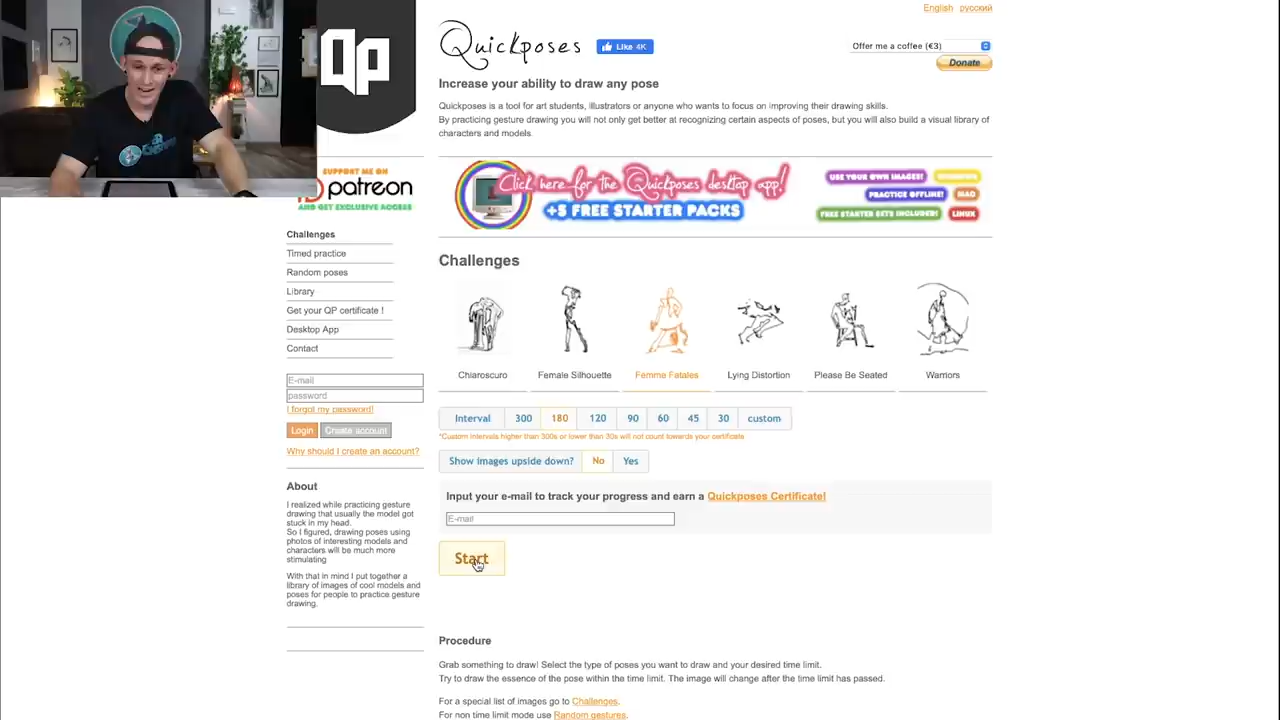 English русский
QP
Quickposes
Like 4K
Offer me a coffee (€3)
Donate
Increase your ability to draw any pose
Quickposes is a tool for art students, illustrators or anyone who wants to focus on improving their drawing skills.
By practicing gesture drawing you will not only get better at recognizing certain aspects of poses, but you will also build a visual library of
characters and models.
SUPPORT ME ON
patreon
AND GET EXCLUSIVE ACCESS
Click here for the Quickposes desktop app!
+5 FREE STARTER PACKS
USE YOUR OWN IMAGES!
WINDOWS
PRACTICE OFFLINE!
MAC
FREE STARTER SETS INCLUDED!
LINUX
Challenges
Timed practice
Random poses
Library
Get your QP certificate !
Desktop App
Contact
E-mail
password
I forgot my password!
Login
Create account
Why should I create an account?
About
I realized while practicing gesture
drawing that usually the model got
stuck in my head.
So I figured, drawing poses using
photos of interesting models and
characters will be much more
stimulating
With that in mind I put together a
library of images of cool models and
poses for people to practice gesture
drawing.
Challenges
Chiaroscuro Female Silhouette Femme Fatales Lying Distortion Please Be Seated Warriors
Interval 300 180 120 90 60 45 30 custom
*Custom intervals higher than 300s or lower than 30s will not count towards your certificate
Show images upside down? No Yes
Input your e-mail to track your progress and earn a Quickposes Certificate!
E-mail
Start
Procedure
Grab something to draw! Select the type of poses you want to draw and your desired time limit.
Try to draw the essence of the pose within the time limit. The image will change after the time limit has passed.
For a special list of images go to Challenges.
For non time limit mode use Random gestures.